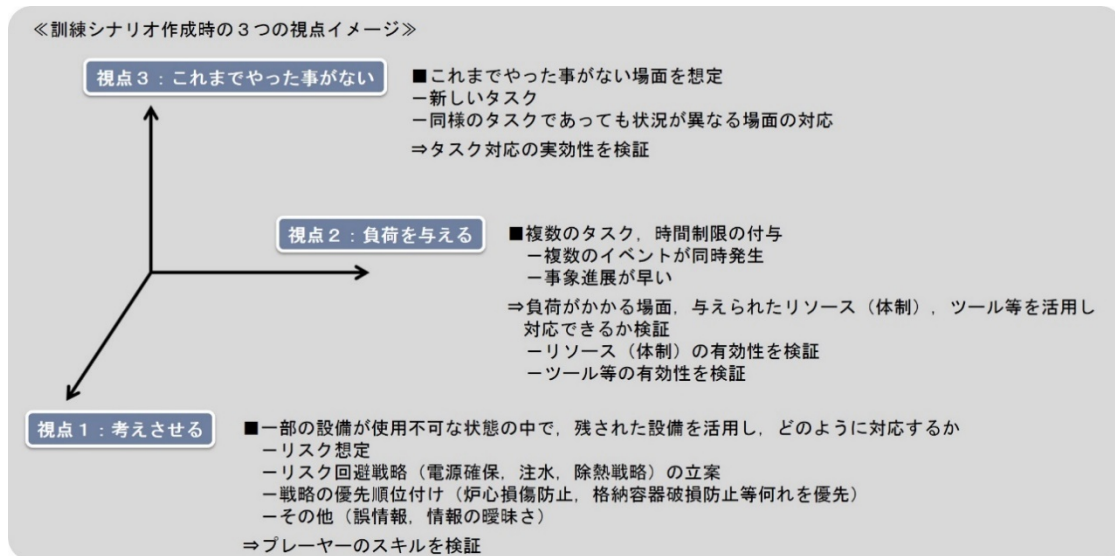 ≪訓練シナリオ作成時の３つの視点イメージ≫
視点３：これまでやった事がない
■これまでやった事がない場面を想定
－新しいタスク
－同様のタスクであっても状況が異なる場面の対応
⇒タスク対応の実効性を検証
視点２：負荷を与える
■複数のタスク，時間制限の付与
－複数のイベントが同時発生
－事象進展が早い
⇒負荷がかかる場面，与えられたリソース（体制），ツール等を活用し
対応できるか検証
－リソース（体制）の有効性を検証
－ツール等の有効性を検証
視点１：考えさせる
■一部の設備が使用不可な状態の中で，残された設備を活用し，どのように対応するか
－リスク想定
－リスク回避戦略（電源確保，注水，除熱戦略）の立案
－戦略の優先順位付け（炉心損傷防止，格納容器破損防止等何れを優先）
－その他（誤情報，情報の曖昧さ）
⇒プレーヤーのスキルを検証